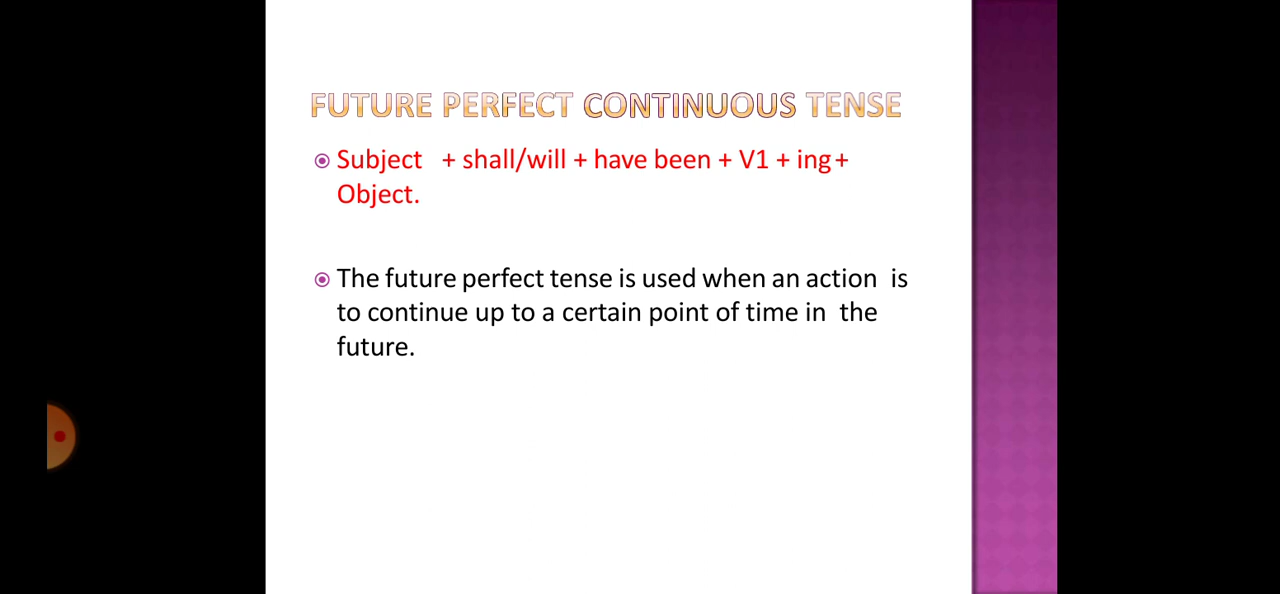 FUTURE PERFECT CONTINUOUS TENSE
Subject + shall/will + have been + V1 + ing +
Object.
The future perfect tense is used when an action is
to continue up to a certain point of time in the
future.